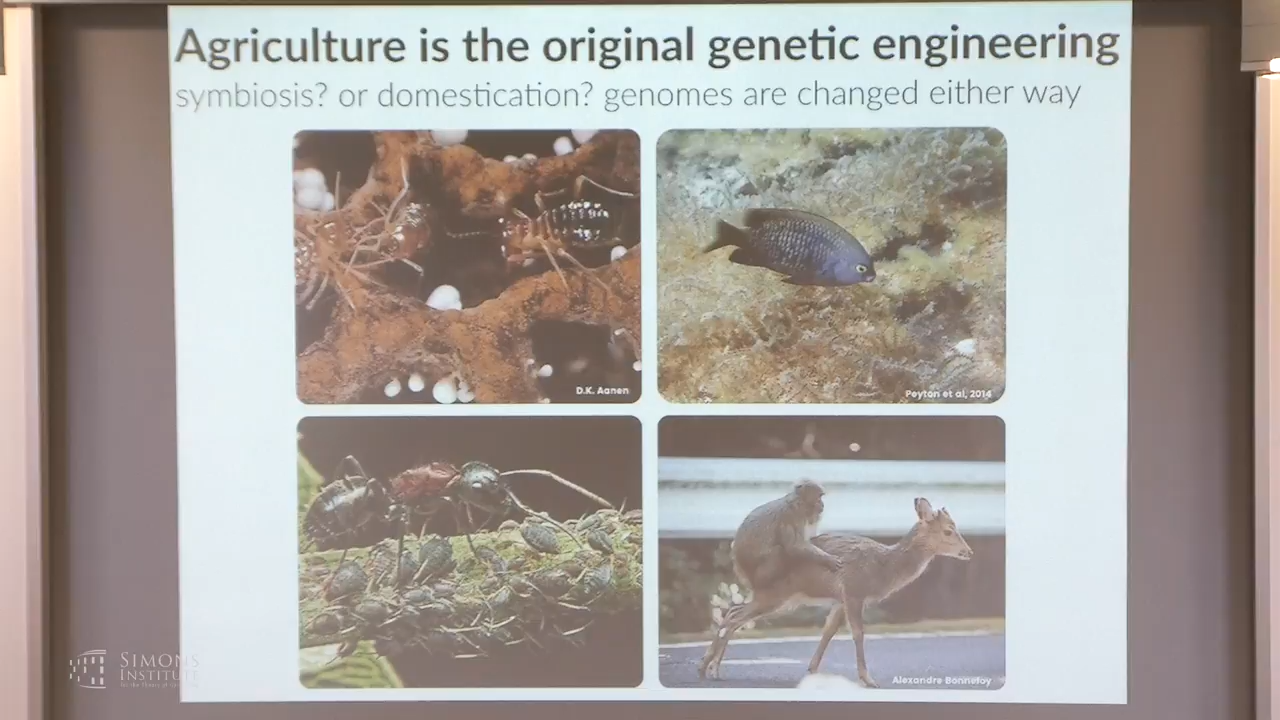 Agriculture is the original genetic engineering
symbiosis? or domestication? genomes are changed either way
D.K. Aanen
Peyton et al, 2014
Alexandre Bonnefoy
SIMONS
INSTITUTE